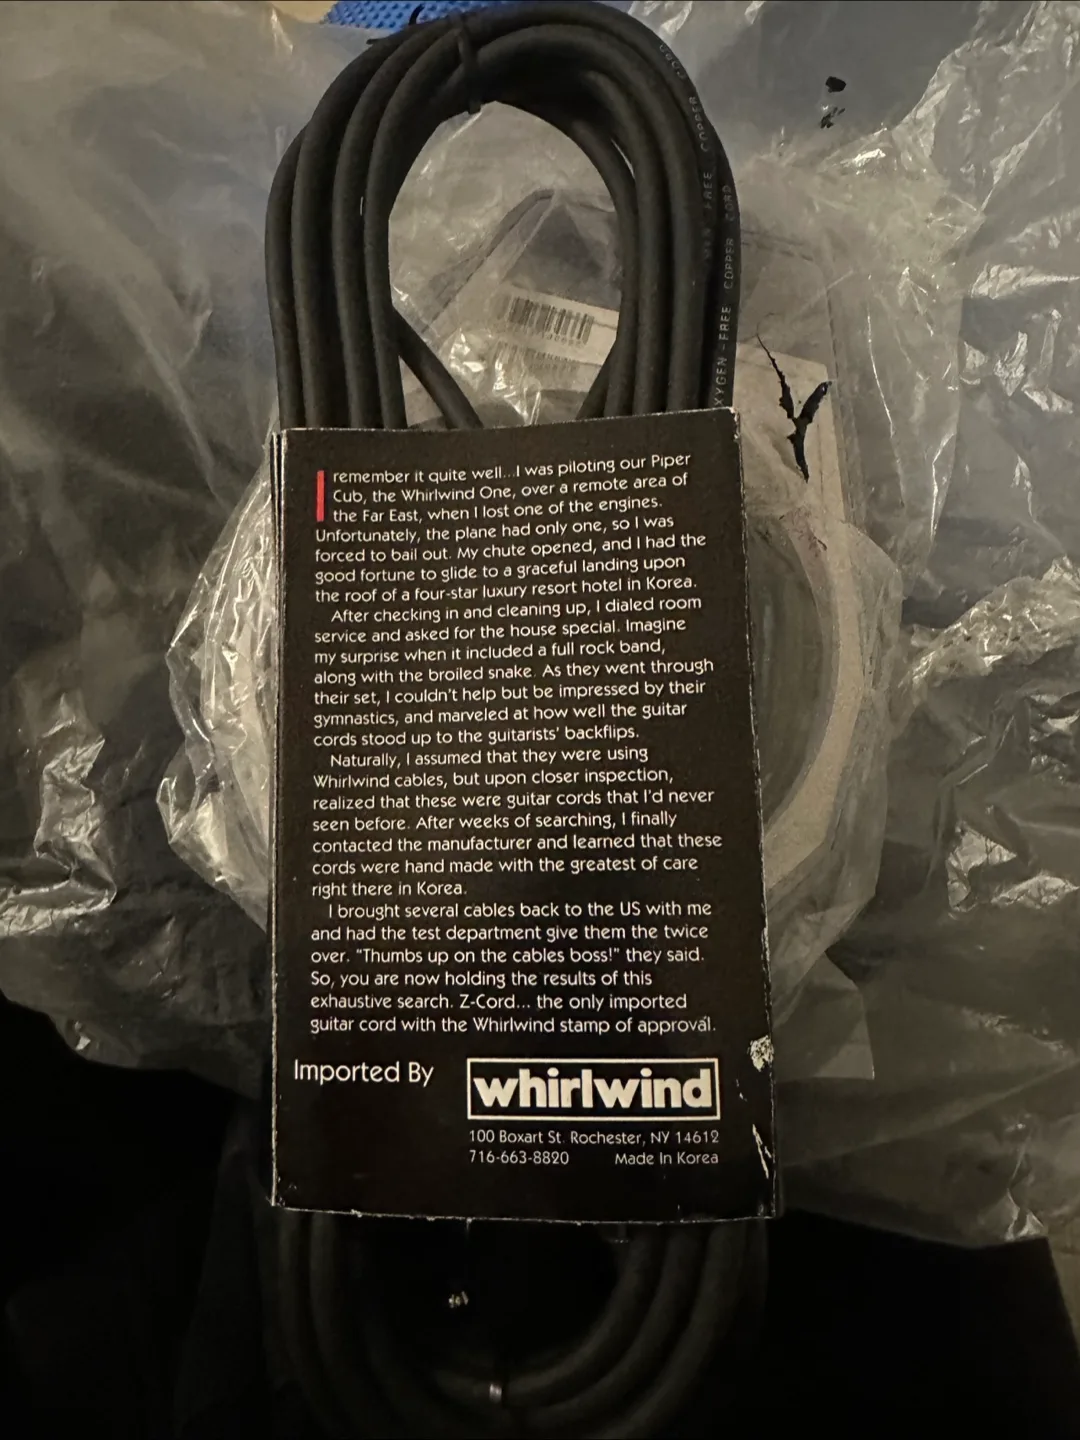 OXYGEN-FREE COPPER CORD
FREE COPPER
I remember it quite well...I was piloting our Piper
Cub, the Whirlwind One, over a remote area of
the Far East, when I lost one of the engines.
Unfortunately, the plane had only one, so I was
forced to bail out. My chute opened, and I had the
good fortune to glide to a graceful landing upon
the roof of a four-star luxury resort hotel in Korea.
After checking in and cleaning up, I dialed room
service and asked for the house special. Imagine
my surprise when it included a full rock band,
along with the broiled snake. As they went through
their set, I couldn't help but be impressed by their
gymnastics, and marveled at how well the guitar
cords stood up to the guitarists' backflips.
Naturally, I assumed that they were using
Whirlwind cables, but upon closer inspection,
realized that these were guitar cords that I'd never
seen before. After weeks of searching, I finally
contacted the manufacturer and learned that these
cords were hand made with the greatest of care
right there in Korea.
I brought several cables back to the US with me
and had the test department give them the twice
over. "Thumbs up on the cables boss!" they said.
So, you are now holding the results of this
exhaustive search. Z-Cord... the only imported
guitar cord with the Whirlwind stamp of approval.
Imported By
whirlwind
100 Boxart St. Rochester, NY 14612
716-663-8820 Made In Korea